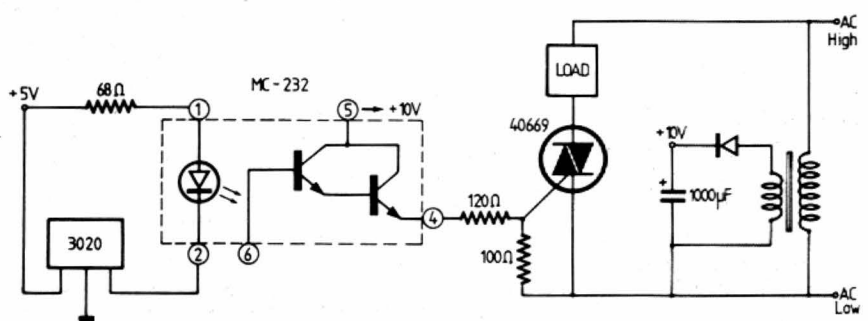 +5V
68Ω
MC-232
1
5
+10V
2
6
4
3020
120Ω
100Ω
40669
LOAD
+10V
+
1000µF
AC
High
AC
Low